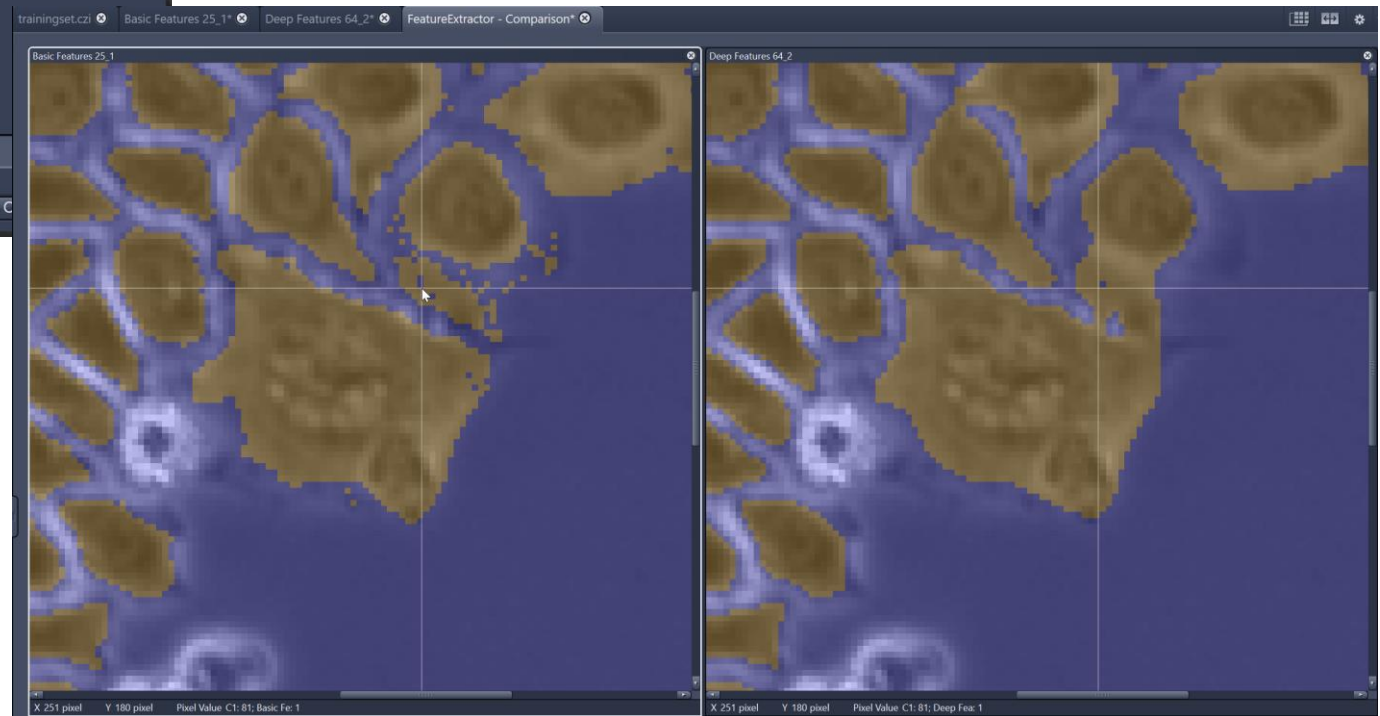 trainingset.czi Basic Features 25_1* Deep Features 64_2* FeatureExtractor - Comparison*
Basic Features 25_1
Deep Features 64_2
C
X 251 pixel Y 180 pixel Pixel Value C1: 81; Basic Fe: 1
X 251 pixel Y 180 pixel Pixel Value C1: 81; Deep Fea: 1